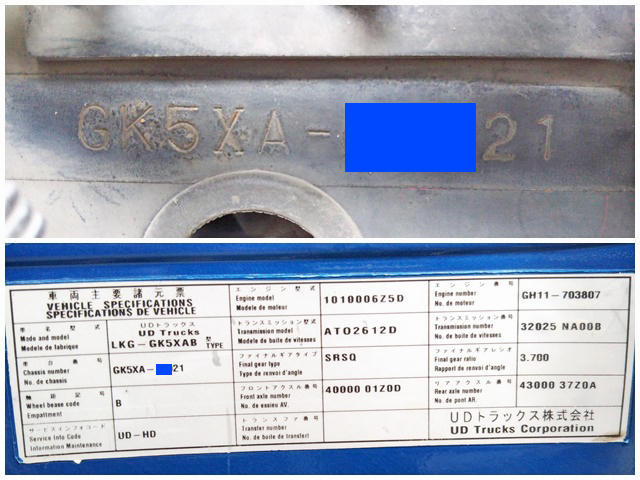 GK5XA- 21
車両主要諸元票
VEHICLE SPECIFICATIONS
SPECIFICATIONS DE VEHICLE
車名 型式
Make and model
Modele de fabrique
UDトラックス
UD Trucks
LKG-GK5XAB 型 TYPE
車台番号
Chassis number
No. de chassis
GK5XA- 21
軸距記号
Wheel base code
Empattment
B
サービスインフォコード
Service Info Code
Information Maintenance
UD-HD
エンジン型式
Engine model
Modele de moteur
1010006Z5D
トランスミッション型式
Transmission model
Modele de boite de vitesses
ATO2612D
ファイナルギアタイプ
Final gear type
Type de renvoi d'angle
SRSQ
フロントアクスル番号
Front axle number
No. de essieu AV.
40000 01Z0D
トランスファ番号
Transfer number
No. de boite de transfert
エンジン番号
Engine number
No. de moteur
GH11-703807
トランスミッション番号
Transmission number
No. de boite de vitesses
32025 NA00B
ファイナルギアレシオ
Final gear ratio
Rapport de renvoi d'angle
3.700
リアアクスル番号
Rear axle number
No. de pont AR.
43000 37Z0A
UDトラックス株式会社
UD Trucks Corporation